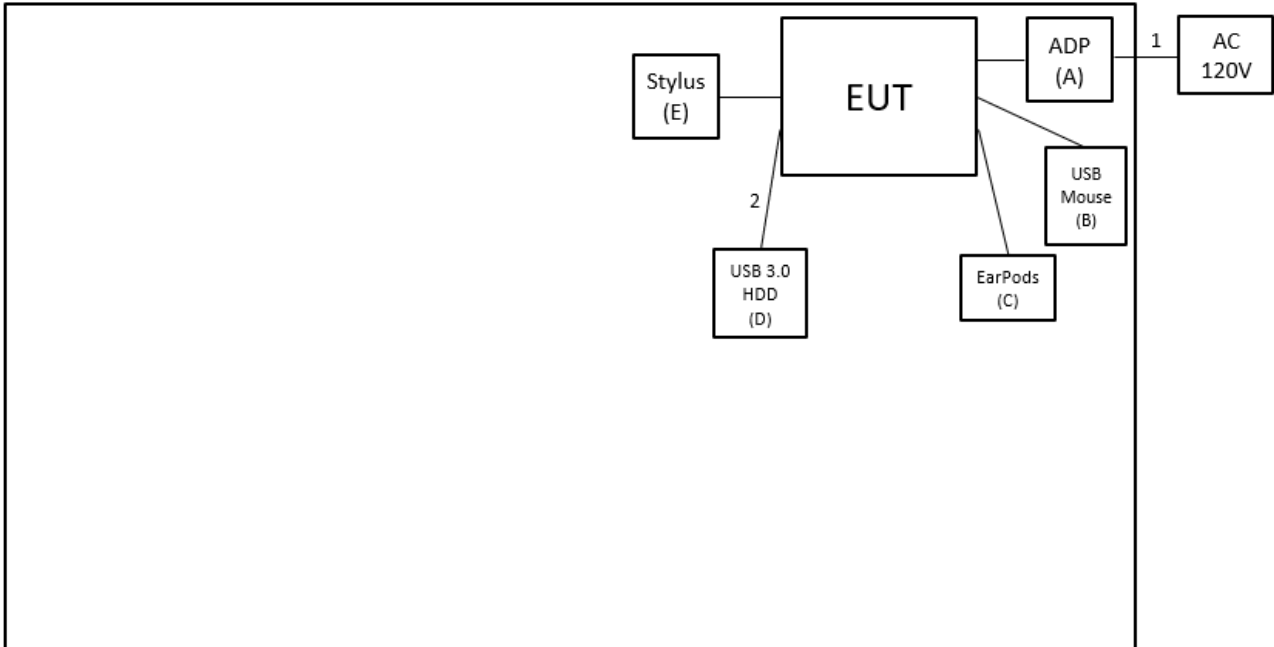 Stylus
(E)
EUT
ADP
(A)
1
AC
120V
USB
Mouse
(B)
2
USB 3.0
HDD
(D)
EarPods
(C)